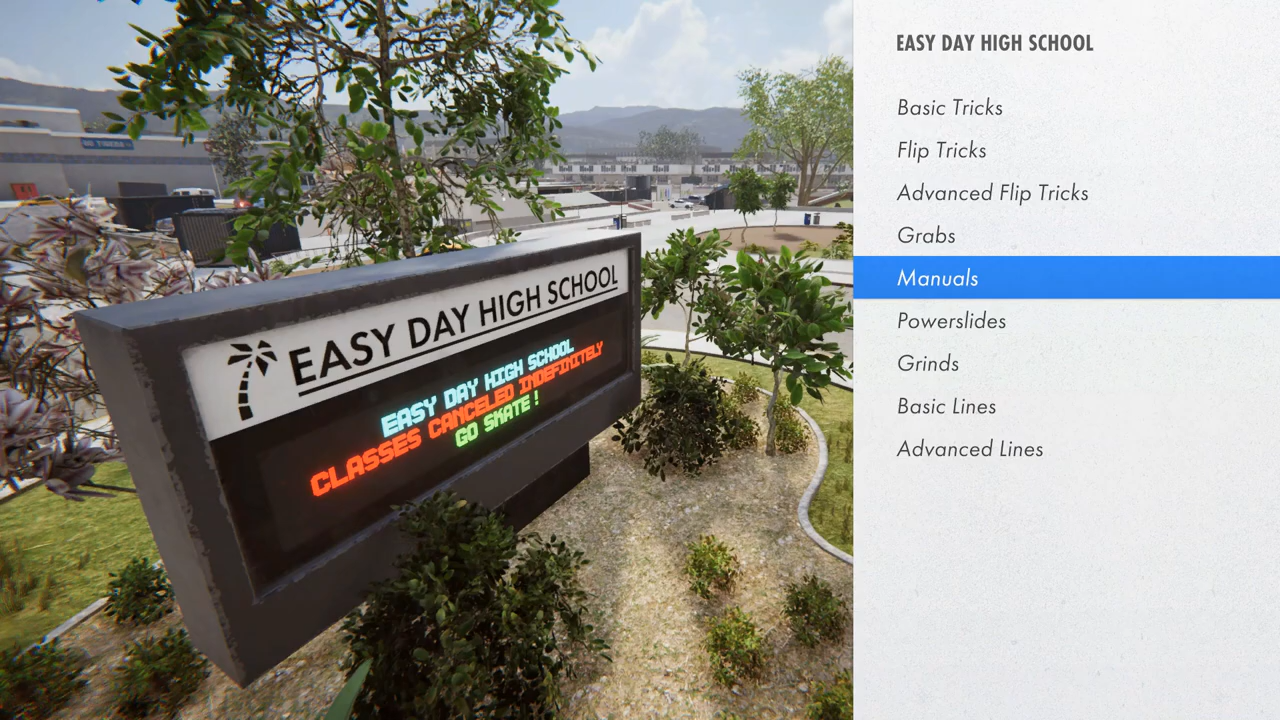 EASY DAY HIGH SCHOOL
EASY DAY HIGH SCHOOL
CLASSES CANCELED INDEFINITELY
GO SKATE!
EASY DAY HIGH SCHOOL
Basic Tricks
Flip Tricks
Advanced Flip Tricks
Grabs
Manuals
Powerslides
Grinds
Basic Lines
Advanced Lines